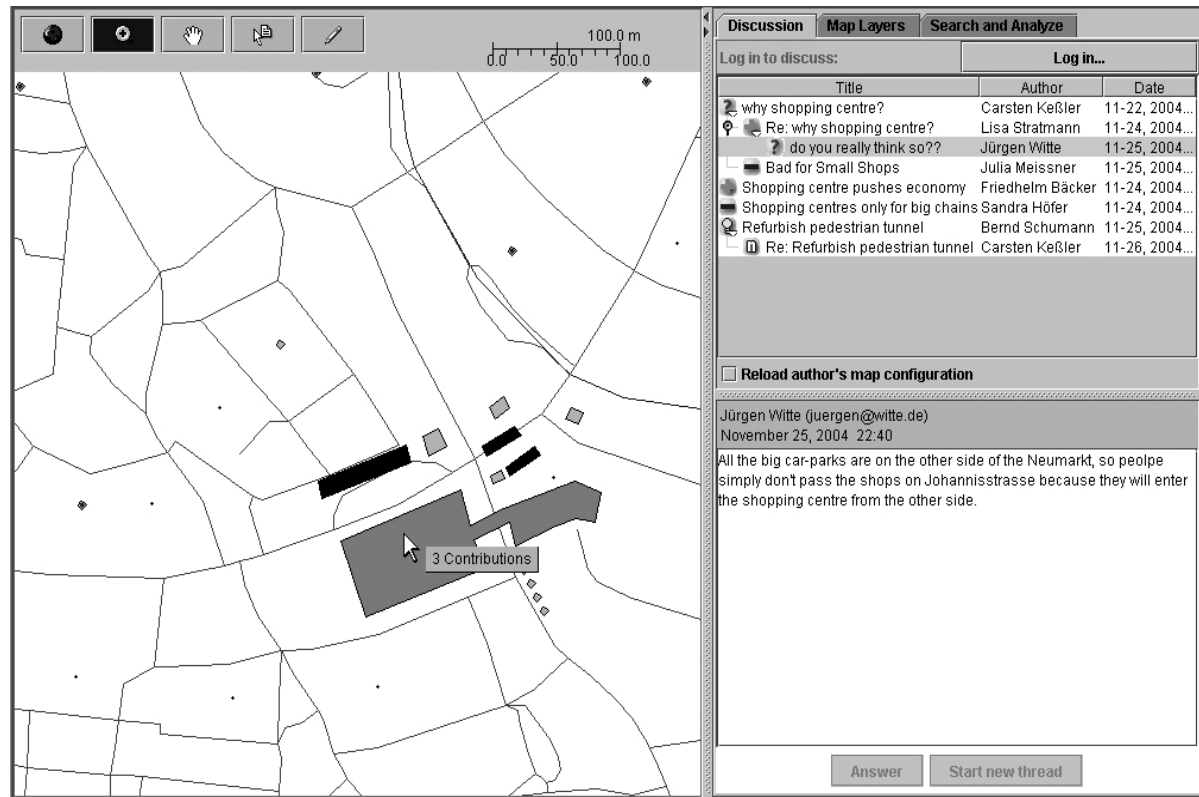 100.0 m
0.0 50.0 100.0
3 Contributions
Discussion Map Layers Search and Analyze
Log in to discuss: Log in...
Title Author Date
why shopping centre? Carsten Keßler 11-22, 2004...
Re: why shopping centre? Lisa Stratmann 11-24, 2004...
do you really think so?? Jürgen Witte 11-25, 2004...
Bad for Small Shops Julia Meissner 11-25, 2004...
Shopping centre pushes economy Friedhelm Bäcker 11-24, 2004...
Shopping centres only for big chains Sandra Höfer 11-24, 2004...
Refurbish pedestrian tunnel Bernd Schumann 11-25, 2004...
Re: Refurbish pedestrian tunnel Carsten Keßler 11-26, 2004...
Reload author's map configuration
Jürgen Witte (juergen@witte.de)
November 25, 2004 22:40
All the big car-parks are on the other side of the Neumarkt, so peolpe
simply don't pass the shops on Johannisstrasse because they will enter
the shopping centre from the other side.
Answer Start new thread